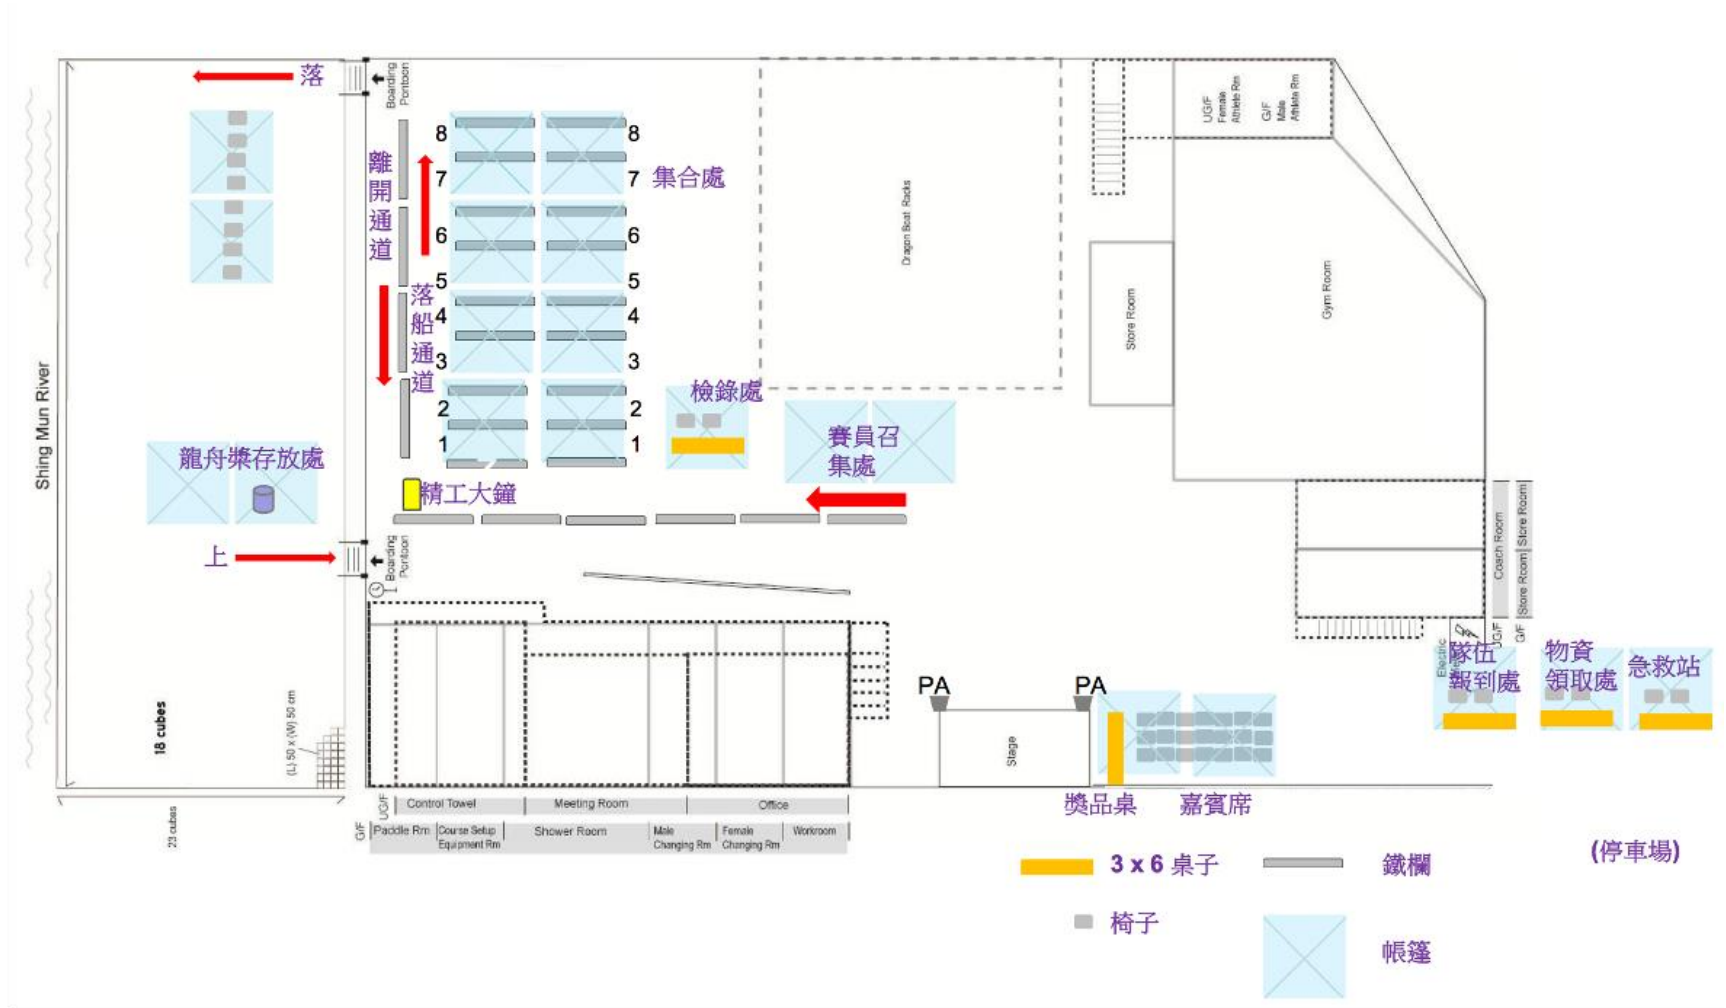 落
Boarding
Pontoon
8
8
7
7
集合處
離開通道
6
6
5
5
落船通道
4
4
3
3
2
2
1
1
檢錄處
賽員召
集處
精工大鐘
龍舟槳存放處
上
Boarding
Pontoon
Shing Mun River
18 cubes
23 cubes
(L) 50 x (W) 50 cm
Dragon Boat Racks
Store Room
Gym Room
UG/F
Female
Athlete Rm
G/F
Male
Athlete Rm
UG/F
Coach Room
G/F
Store Room
Store Room
Electric
隊伍
報到處
物資
領取處
急救站
PA
PA
Stage
獎品桌
嘉賓席
UG/F
Control Towel
Meeting Room
Office
G/F
Paddle Rm
Course Setup
Equipment Rm
Shower Room
Male
Changing Rm
Female
Changing Rm
Workroom
3 x 6 桌子
鐵欄
椅子
帳篷
(停車場)